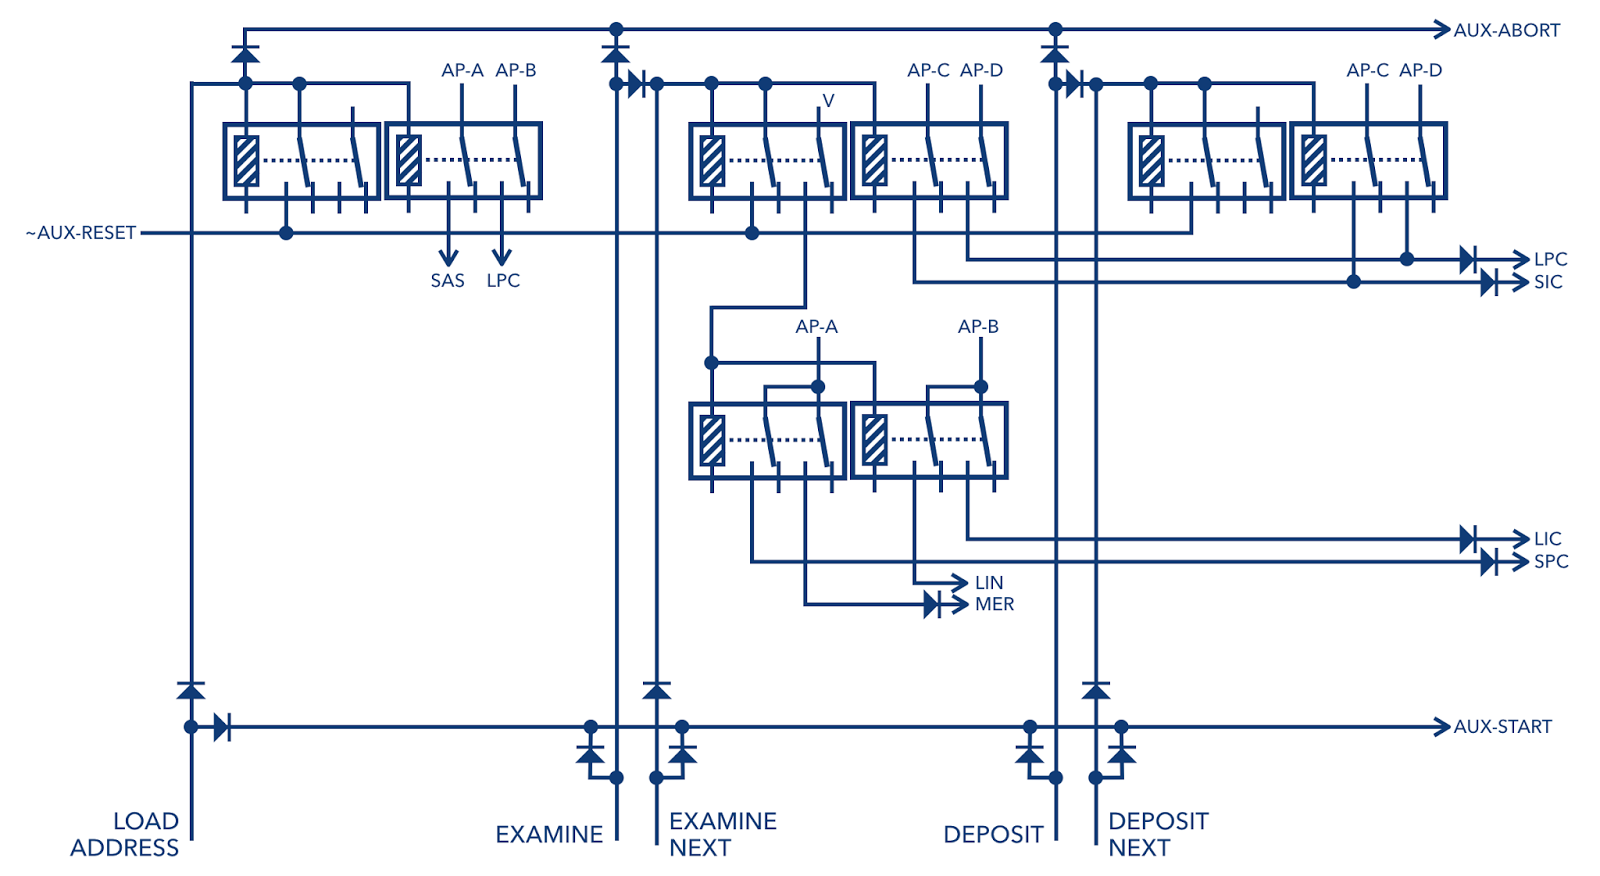 AUX-ABORT
AP-A AP-B
AP-C AP-D
AP-C AP-D
V
~AUX-RESET
SAS LPC
LPC
SIC
AP-A
AP-B
LIC
SPC
LIN
MER
AUX-START
LOAD
ADDRESS
EXAMINE
EXAMINE
NEXT
DEPOSIT
DEPOSIT
NEXT